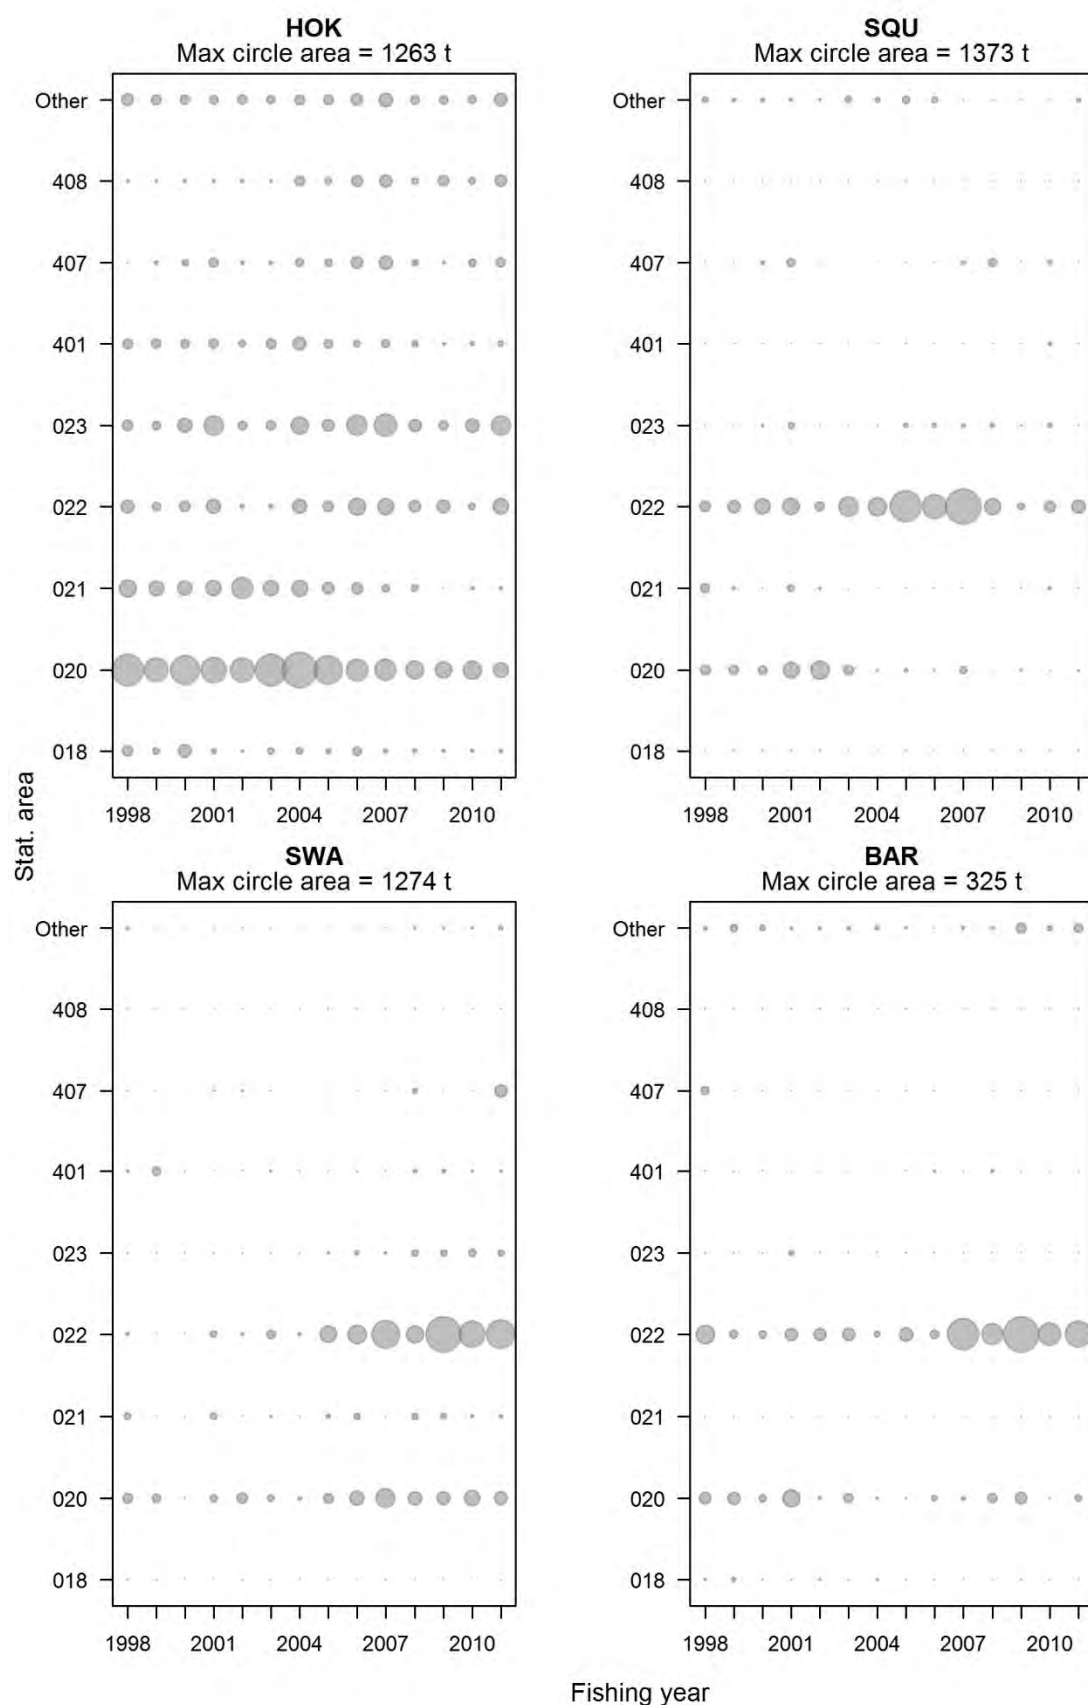 HOK
Max circle area = 1263 t
Other
408
407
401
023
022
021
020
018
1998 2001 2004 2007 2010
SQU
Max circle area = 1373 t
Other
408
407
401
023
022
021
020
018
1998 2001 2004 2007 2010
Stat. area
SWA
Max circle area = 1274 t
Other
408
407
401
023
022
021
020
018
1998 2001 2004 2007 2010
BAR
Max circle area = 325 t
Other
408
407
401
023
022
021
020
018
1998 2001 2004 2007 2010
Fishing year